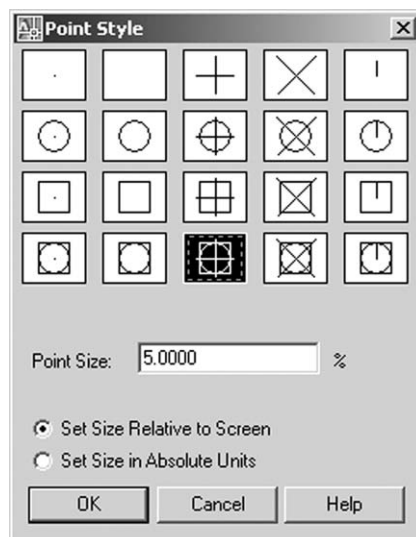 Point Style
Point Size: 5.0000 %
Set Size Relative to Screen
Set Size in Absolute Units
OK Cancel Help